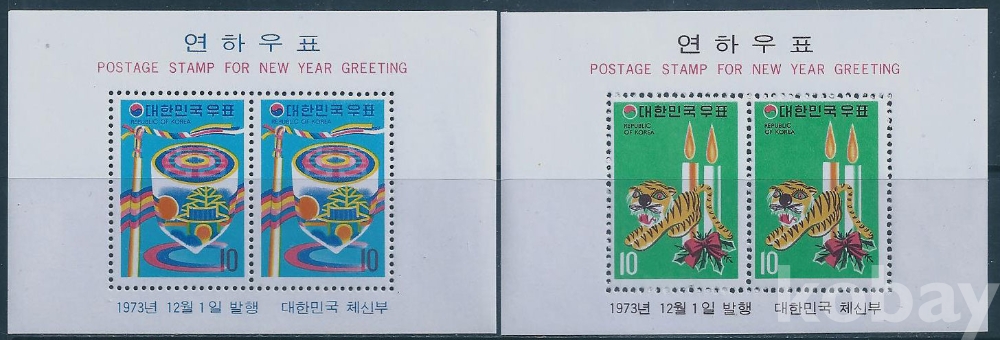 연하우표
POSTAGE STAMP FOR NEW YEAR GREETING
대한민국우표 대한민국우표
REPUBLIC OF KOREA REPUBLIC OF KOREA
10 10
1973년 12월 1일 발행 대한민국 체신부
연하우표
POSTAGE STAMP FOR NEW YEAR GREETING
대한민국우표 대한민국우표
REPUBLIC REPUBLIC
OF KOREA OF KOREA
10 10
1973년 12월 1일 발행 대한민국 체신부
kobay